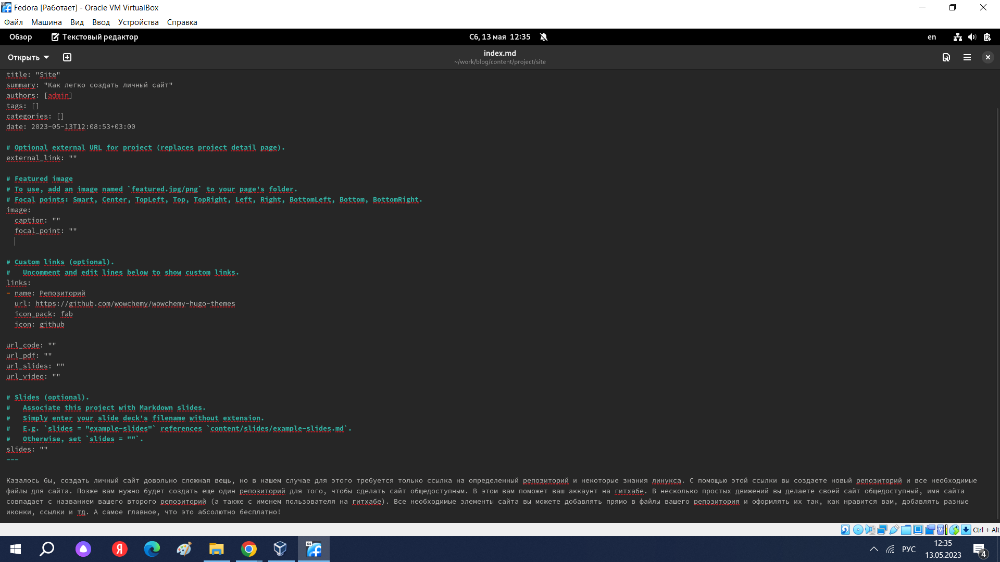 Fedora [Работает] - Oracle VM VirtualBox
Файл Машина Вид Ввод Устройства Справка
Обзор Текстовый редактор Сб, 13 мая 12:35 en
Открыть index.md
~/work/blog/content/project/site
title: "Site"
summary: "Как легко создать личный сайт"
authors: [admin]
tags: []
categories: []
date: 2023-05-13T12:08:53+03:00
# Optional external URL for project (replaces project detail page).
external_link: ""
# Featured image
# To use, add an image named `featured.jpg/png` to your page's folder.
# Focal points: Smart, Center, TopLeft, Top, TopRight, Left, Right, BottomLeft, Bottom, BottomRight.
image:
  caption: ""
  focal_point: ""
# Custom links (optional).
#   Uncomment and edit lines below to show custom links.
links:
- name: Репозиторий
  url: https://github.com/wowchemy/wowchemy-hugo-themes
  icon_pack: fab
  icon: github
url_code: ""
url_pdf: ""
url_slides: ""
url_video: ""
# Slides (optional).
#   Associate this project with Markdown slides.
#   Simply enter your slide deck's filename without extension.
#   E.g. `slides = "example-slides"` references `content/slides/example-slides.md`.
#   Otherwise, set `slides = ""`.
slides: ""
---
Казалось бы, создать личный сайт довольно сложная вещь, но в нашем случае для этого требуется только ссылка на определенный репозиторий и некоторые знания линукса. С помощью этой ссылки вы создаете новый репозиторий и все необходимые
файлы для сайта. Позже вам нужно будет создать еще один репозиторий для того, чтобы сделать сайт общедоступным. В этом вам поможет ваш аккаунт на гитхабе. В несколько простых движений вы делаете своей сайт общедоступный, имя сайта
совпадает с названием вашего второго репозиторий (а также с именем пользователя на гитхабе). Все необходимые элементы сайта вы можете добавлять прямо в файлы вашего репозитория и оформлять их так, как нравится вам, добавлять разные
иконки, ссылки и тд. А самое главное, что это абсолютно бесплатно!
Ctrl + Alt
Я 64 РУС 12:35
13.05.2023 4